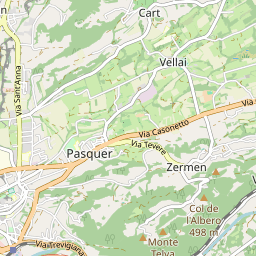 Cart
Vellai
Via Sant'Anna
Via Casonetto
Via Tevere
Via
Pasquer
Zermen
Col de
l'Albero
498 m
Via Trevigiana
Monte
Telva